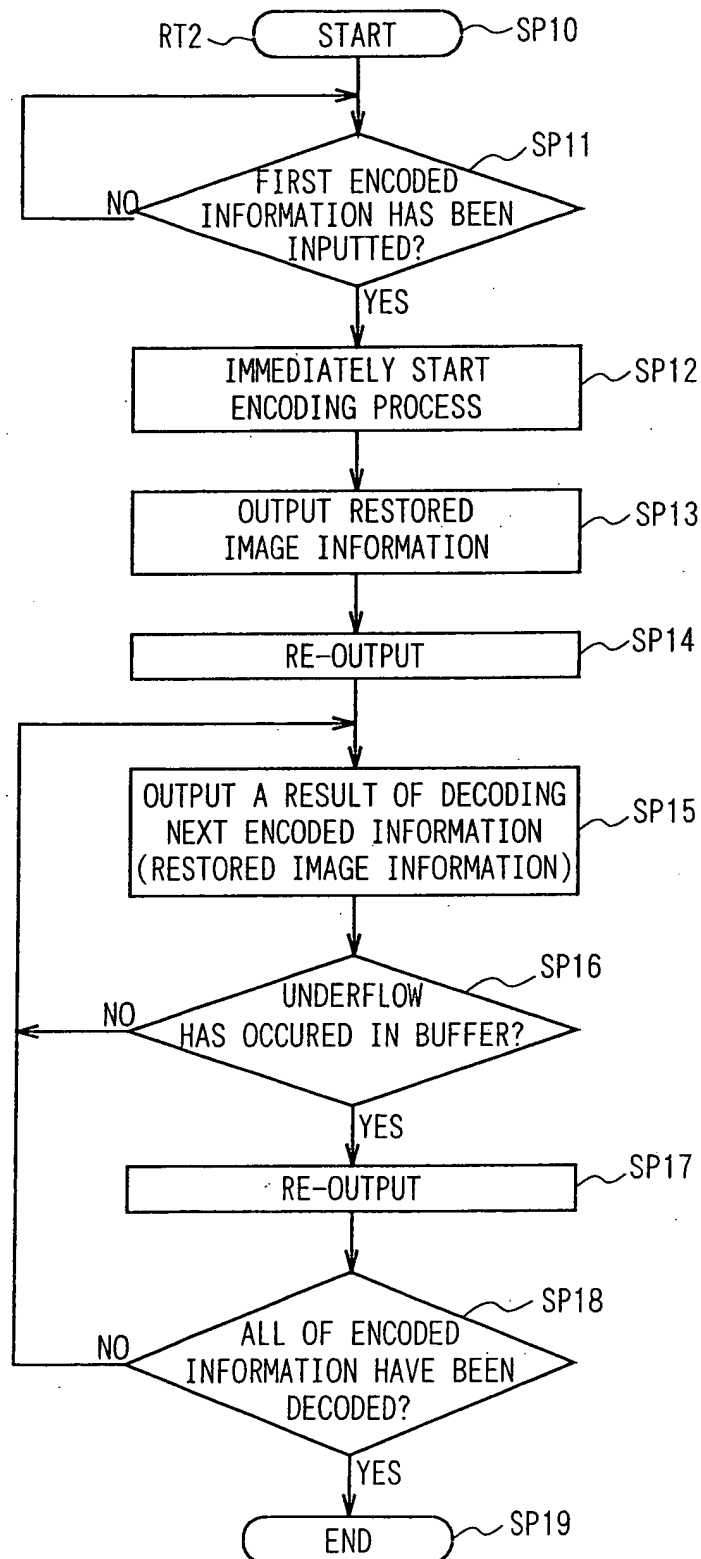 RT2
START
SP10
SP11
FIRST ENCODED
NO
INFORMATION HAS BEEN
INPUTTED?
YES
IMMEDIATELY START
ENCODING PROCESS
SP12
OUTPUT RESTORED
IMAGE INFORMATION
SP13
RE-OUTPUT
SP14
OUTPUT A RESULT OF DECODING
NEXT ENCODED INFORMATION
(RESTORED IMAGE INFORMATION)
SP15
SP16
UNDERFLOW
NO
HAS OCCURED IN BUFFER?
YES
RE-OUTPUT
SP17
SP18
ALL OF ENCODED
NO
INFORMATION HAVE BEEN
DECODED?
YES
END
SP19